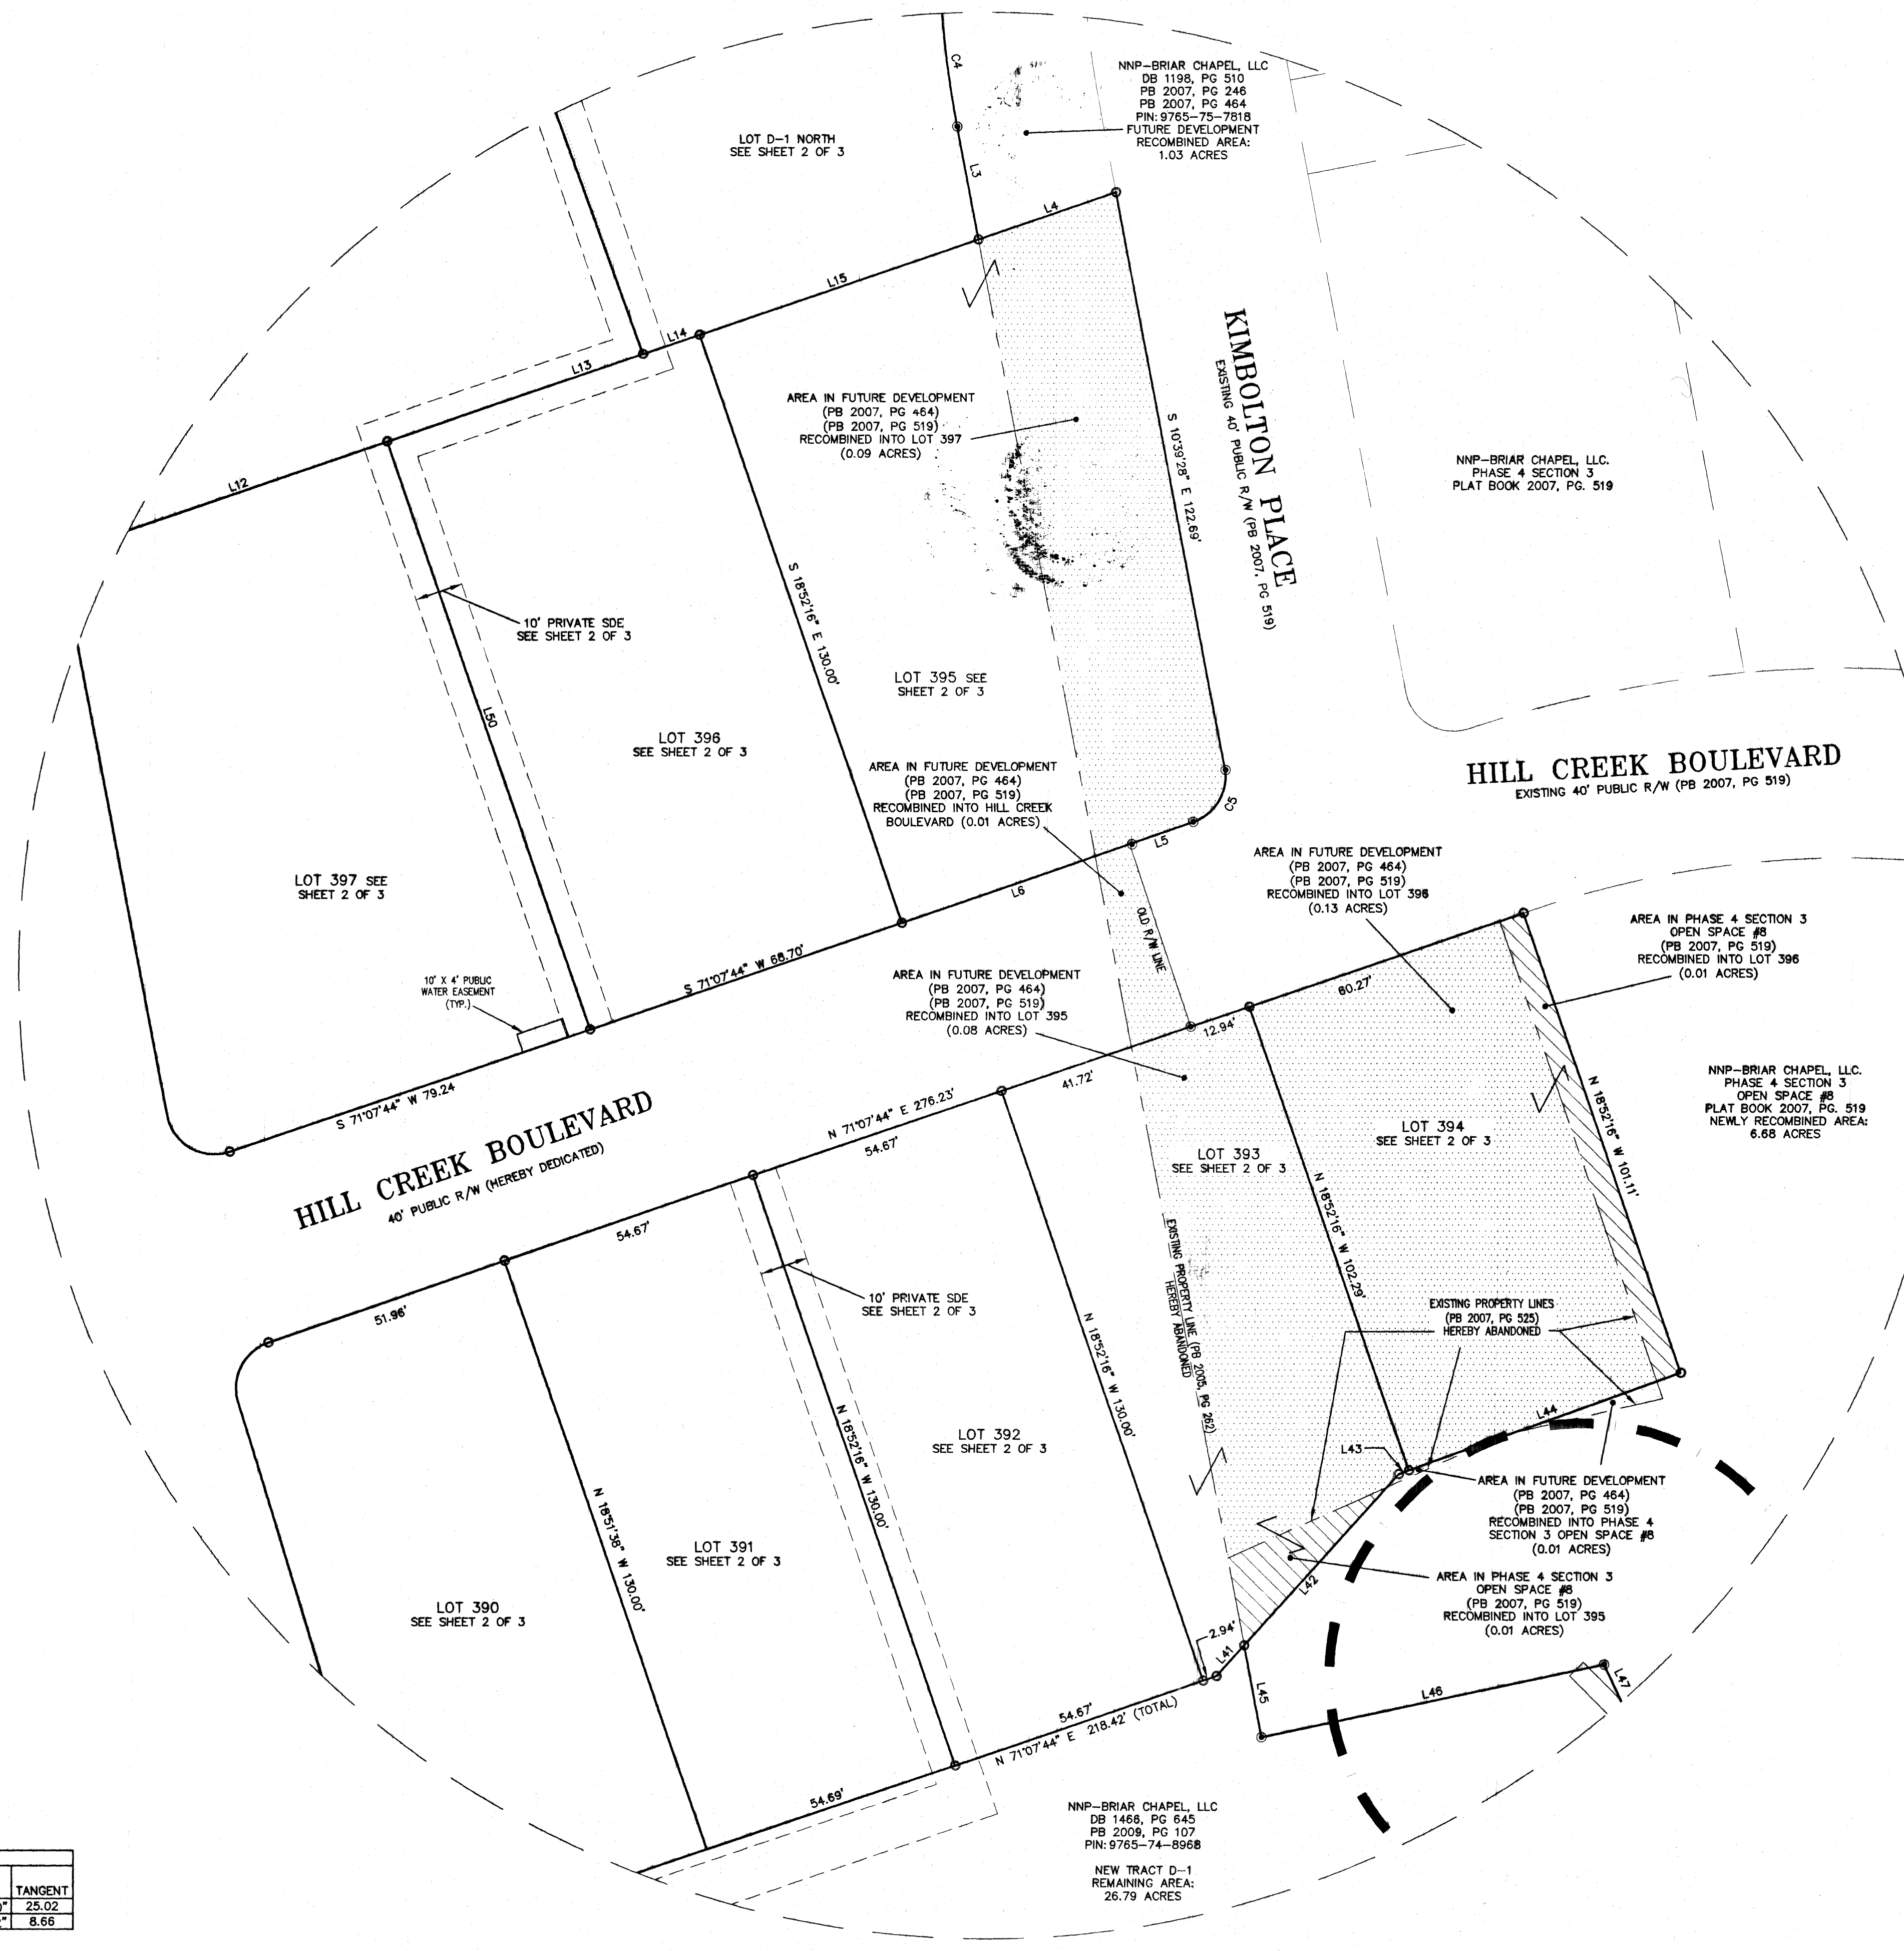 C4
NNP-BRIAR CHAPEL, LLC
DB 1198, PG 510
PB 2007, PG 246
PB 2007, PG 464
PIN: 9765-75-7818
FUTURE DEVELOPMENT
RECOMBINED AREA:
1.03 ACRES
LOT D-1 NORTH
SEE SHEET 2 OF 3
L3
L4
L15
L14
L13
L12
KIMBOLTON PLACE
EXISTING 40' PUBLIC R/W (PB 2007, PG 519)
S 10°39'28" E 122.69'
AREA IN FUTURE DEVELOPMENT
(PB 2007, PG 464)
(PB 2007, PG 519)
RECOMBINED INTO LOT 397
(0.09 ACRES)
NNP-BRIAR CHAPEL, LLC.
PHASE 4 SECTION 3
PLAT BOOK 2007, PG. 519
10' PRIVATE SDE
SEE SHEET 2 OF 3
S 18°52'16" E 130.00'
LOT 395 SEE
SHEET 2 OF 3
L50
LOT 396
SEE SHEET 2 OF 3
HILL CREEK BOULEVARD
EXISTING 40' PUBLIC R/W (PB 2007, PG 519)
AREA IN FUTURE DEVELOPMENT
(PB 2007, PG 464)
(PB 2007, PG 519)
RECOMBINED INTO HILL CREEK
BOULEVARD (0.01 ACRES)
C5
L5
L6
LOT 397 SEE
SHEET 2 OF 3
OLD R/W LINE
AREA IN FUTURE DEVELOPMENT
(PB 2007, PG 464)
(PB 2007, PG 519)
RECOMBINED INTO LOT 396
(0.13 ACRES)
AREA IN PHASE 4 SECTION 3
OPEN SPACE #8
(PB 2007, PG 519)
RECOMBINED INTO LOT 396
(0.01 ACRES)
10' X 4' PUBLIC
WATER EASEMENT
(TYP.)
S 71°07'44" W 68.70'
AREA IN FUTURE DEVELOPMENT
(PB 2007, PG 464)
(PB 2007, PG 519)
RECOMBINED INTO LOT 395
(0.08 ACRES)
60.27'
12.94'
41.72'
S 71°07'44" W 79.24
HILL CREEK BOULEVARD
40' PUBLIC R/W (HEREBY DEDICATED)
N 71°07'44" E 276.23'
54.67'
54.67'
51.96'
NNP-BRIAR CHAPEL, LLC.
PHASE 4 SECTION 3
OPEN SPACE #8
PLAT BOOK 2007, PG. 519
NEWLY RECOMBINED AREA:
6.68 ACRES
N 18°52'16" W 101.11'
LOT 394
SEE SHEET 2 OF 3
LOT 393
SEE SHEET 2 OF 3
N 18°52'16" W 102.29'
EXISTING PROPERTY LINE (PB 2005, PG 262)
HEREBY ABANDONED
10' PRIVATE SDE
SEE SHEET 2 OF 3
EXISTING PROPERTY LINES
(PB 2007, PG 525)
HEREBY ABANDONED
N 18°52'16" W 130.00'
N 18°52'16" W 130.00'
N 18°51'38" W 130.00'
LOT 392
SEE SHEET 2 OF 3
LOT 391
SEE SHEET 2 OF 3
LOT 390
SEE SHEET 2 OF 3
L44
L43
AREA IN FUTURE DEVELOPMENT
(PB 2007, PG 464)
(PB 2007, PG 519)
RECOMBINED INTO PHASE 4
SECTION 3 OPEN SPACE #8
(0.01 ACRES)
AREA IN PHASE 4 SECTION 3
OPEN SPACE #8
(PB 2007, PG 519)
RECOMBINED INTO LOT 395
(0.01 ACRES)
L42
2.94'
L41
L45
L46
L47
54.67'
N 71°07'44" E 218.42' (TOTAL)
54.69'
NNP-BRIAR CHAPEL, LLC
DB 1466, PG 645
PB 2009, PG 107
PIN: 9765-74-8968
NEW TRACT D-1
REMAINING AREA:
26.79 ACRES
TANGENT
25.02
8.66